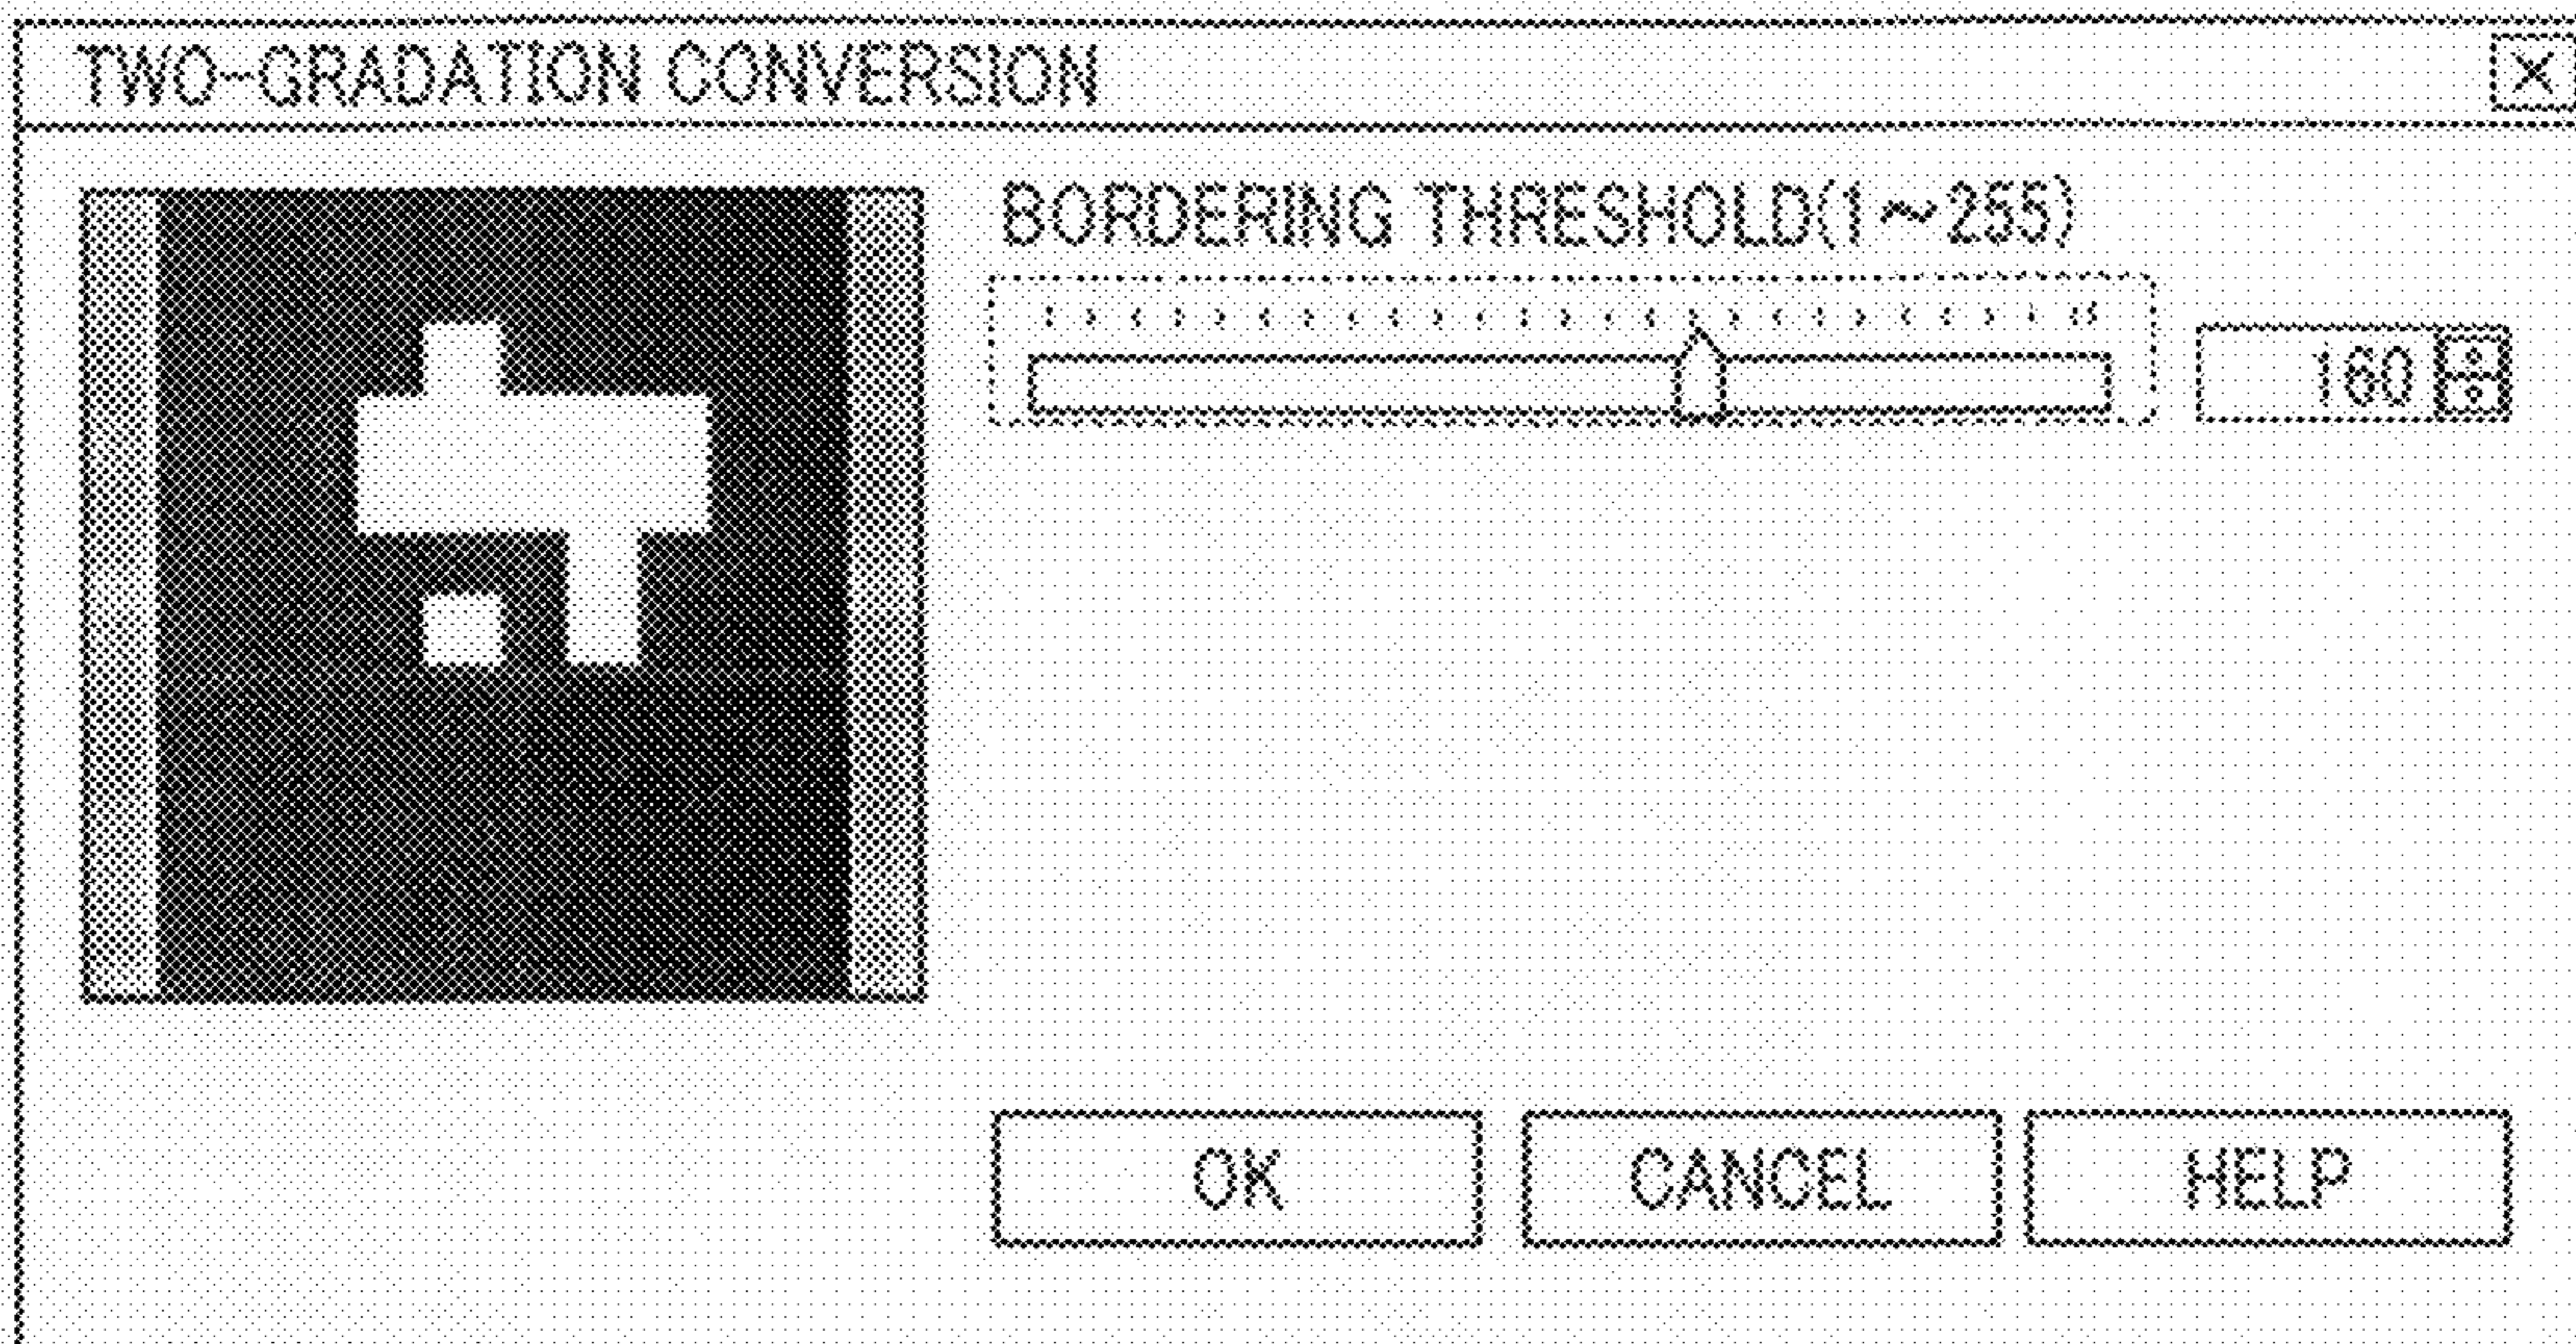 TWO-GRADATION CONVERSION
BORDERING THRESHOLD(1~255)
160
OK CANCEL HELP